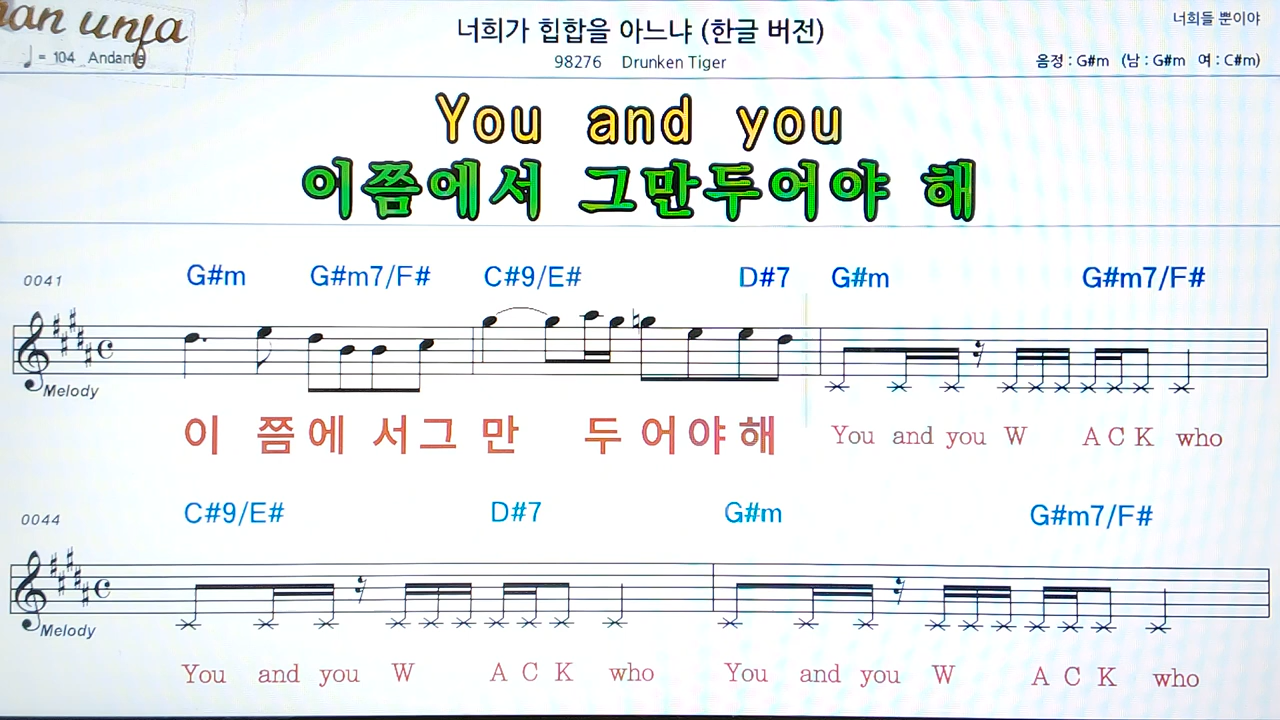 너희가 힙합을 아느냐 (한글 버전)
너희들 뿐이야
♩ = 104 Andante
98276 Drunken Tiger
음정 : G#m (남 : G#m 여 : C#m)
You and you
이쯤에서 그만두어야 해
0041 G#m G#m7/F# C#9/E# D#7 G#m G#m7/F#
Melody
이 쯤 에 서 그 만 두 어 야 해 You and you W A C K who
0044 C#9/E# D#7 G#m G#m7/F#
Melody
You and you W A C K who You and you W A C K who